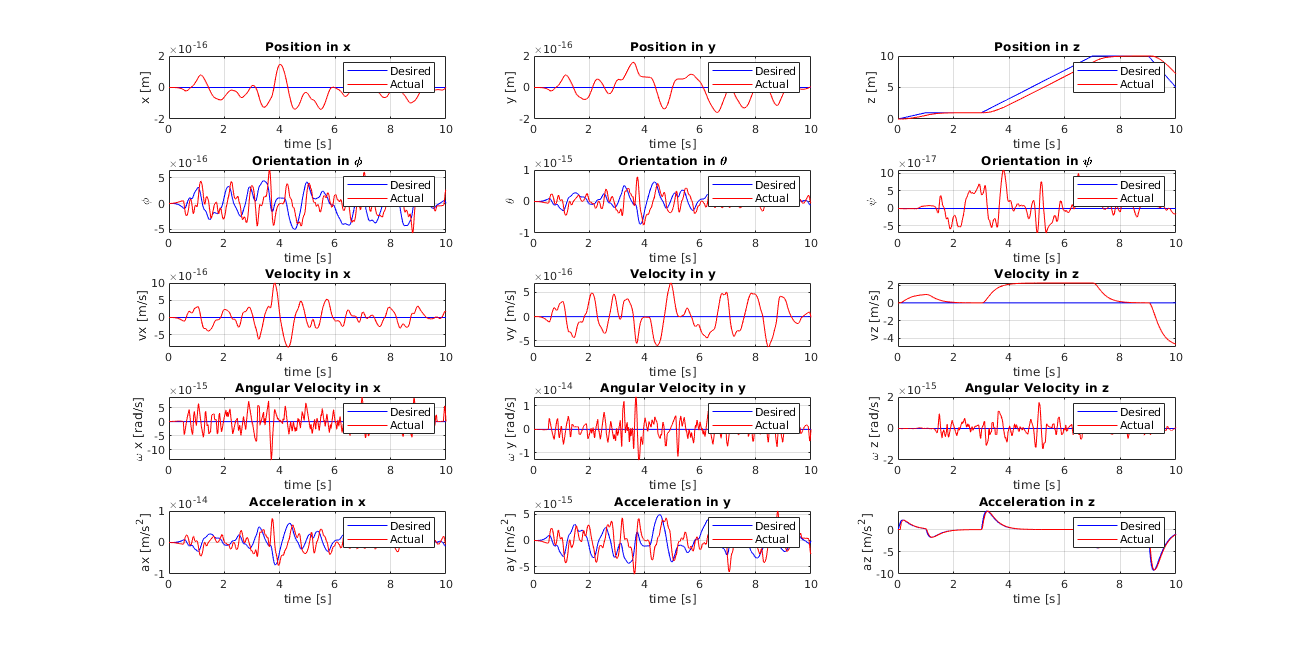 ×10^-16 Position in x
2
0
-2
x [m]
Desired
Actual
0 2 4 6 8 10
time [s]
×10^-16 Position in y
2
0
-2
y [m]
Desired
Actual
0 2 4 6 8 10
time [s]
Position in z
10
5
0
z [m]
Desired
Actual
0 2 4 6 8 10
time [s]
×10^-16 Orientation in ϕ
5
0
-5
ϕ
Desired
Actual
0 2 4 6 8 10
time [s]
×10^-15 Orientation in θ
1
0
-1
θ
Desired
Actual
0 2 4 6 8 10
time [s]
×10^-17 Orientation in ψ
10
5
0
-5
ψ
Desired
Actual
0 2 4 6 8 10
time [s]
×10^-16 Velocity in x
10
5
0
-5
vx [m/s]
0 2 4 6 8 10
time [s]
×10^-16 Velocity in y
5
0
-5
vy [m/s]
0 2 4 6 8 10
time [s]
Velocity in z
2
0
-2
-4
vz [m/s]
0 2 4 6 8 10
time [s]
×10^-15 Angular Velocity in x
5
0
-5
-10
ω x [rad/s]
Desired
Actual
0 2 4 6 8 10
time [s]
×10^-14 Angular Velocity in y
1
0
-1
ω y [rad/s]
Desired
Actual
0 2 4 6 8 10
time [s]
×10^-15 Angular Velocity in z
2
0
-2
ω z [rad/s]
Desired
Actual
0 2 4 6 8 10
time [s]
×10^-14 Acceleration in x
1
0
-1
ax [m/s^2]
Desired
Actual
0 2 4 6 8 10
time [s]
×10^-15 Acceleration in y
5
0
-5
ay [m/s^2]
Desired
Actual
0 2 4 6 8 10
time [s]
Acceleration in z
0
-5
-10
az [m/s^2]
Desired
Actual
0 2 4 6 8 10
time [s]